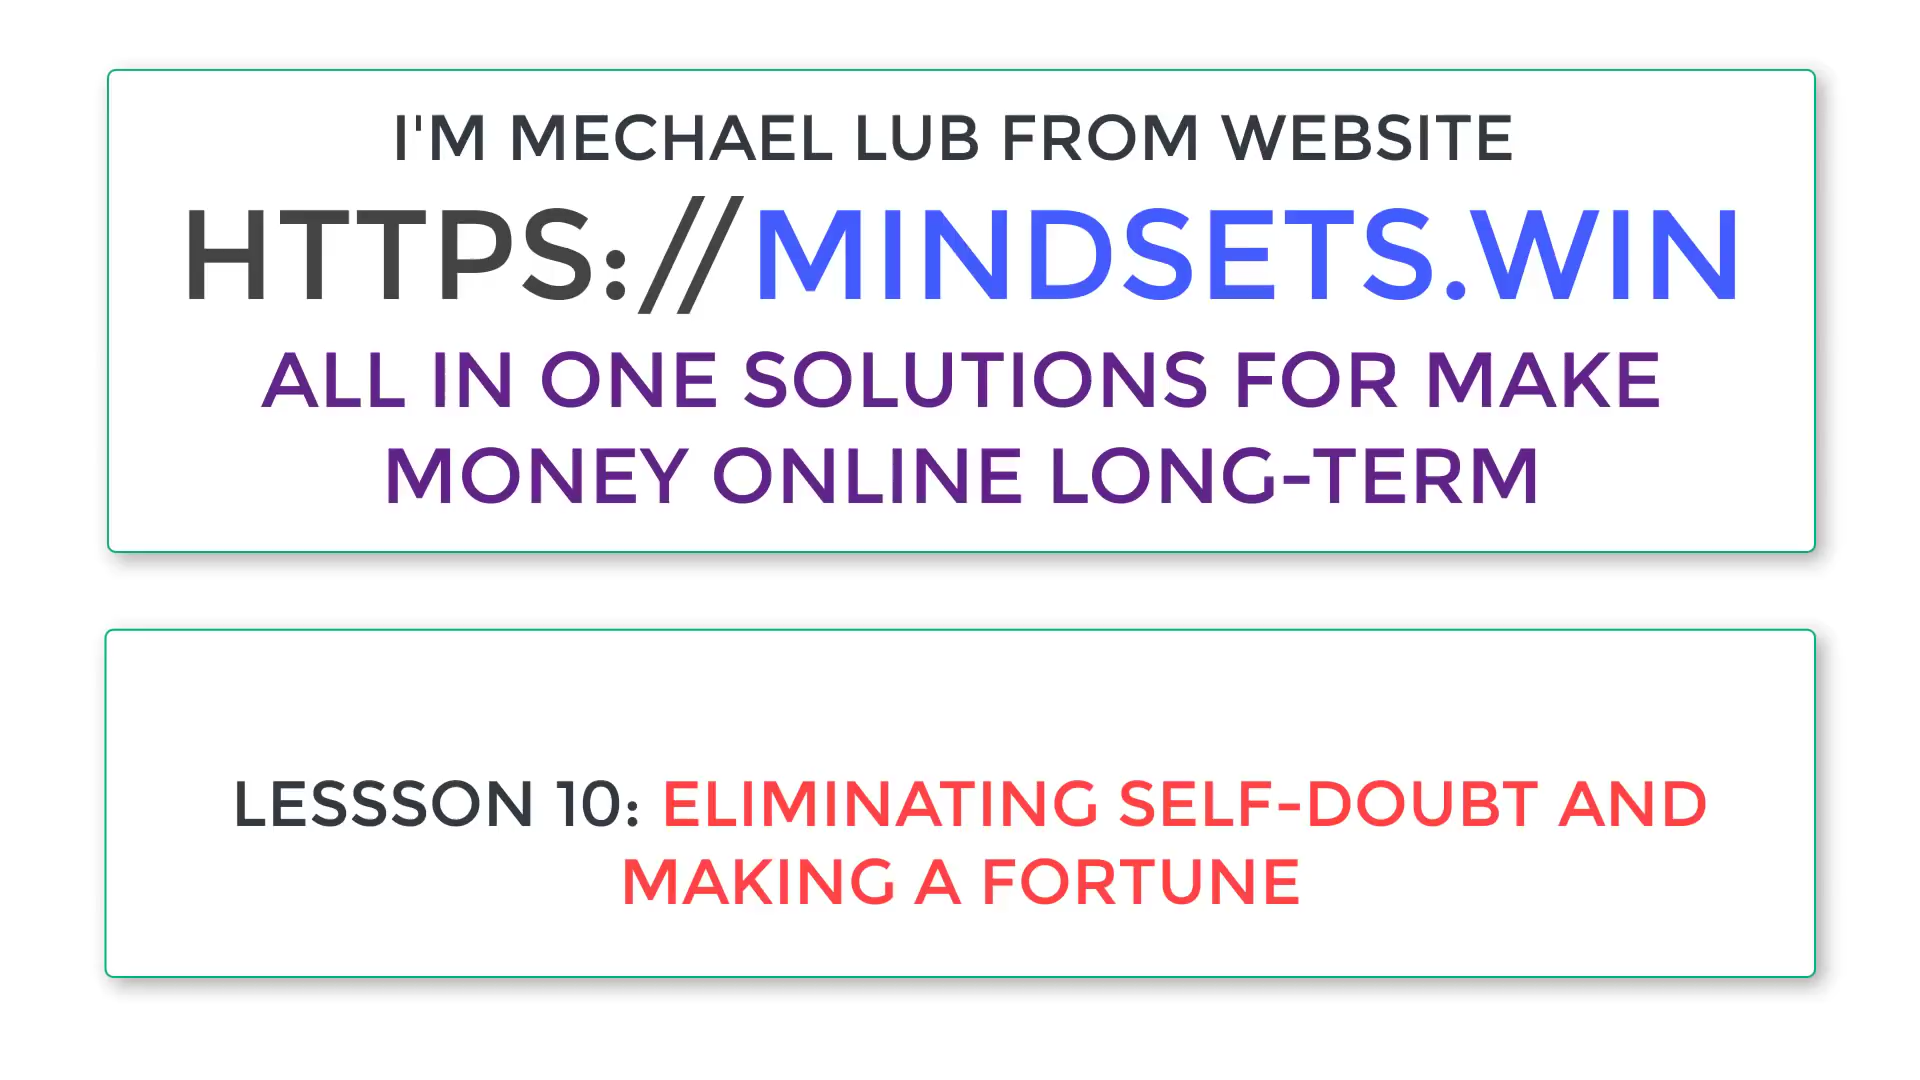 I'M MECHAEL LUB FROM WEBSITE
HTTPS://MINDSETS.WIN
ALL IN ONE SOLUTIONS FOR MAKE
MONEY ONLINE LONG-TERM
LESSSON 10: ELIMINATING SELF-DOUBT AND
MAKING A FORTUNE